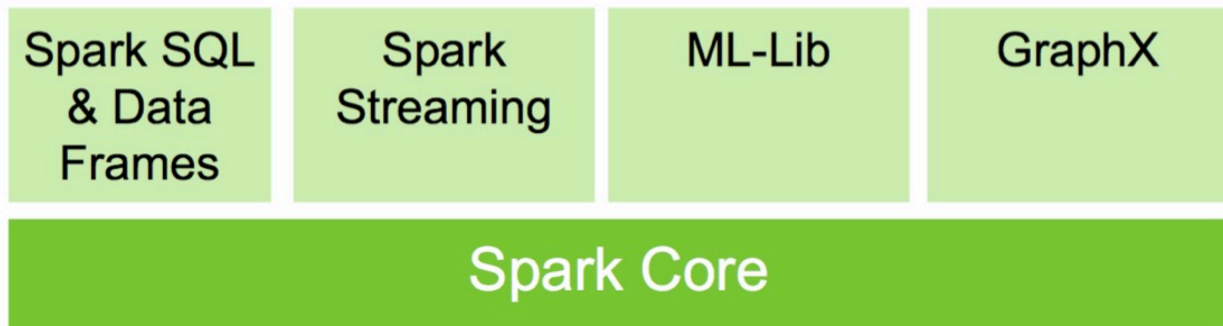 Spark SQL
& Data
Frames
Spark
Streaming
ML-Lib
GraphX
Spark Core